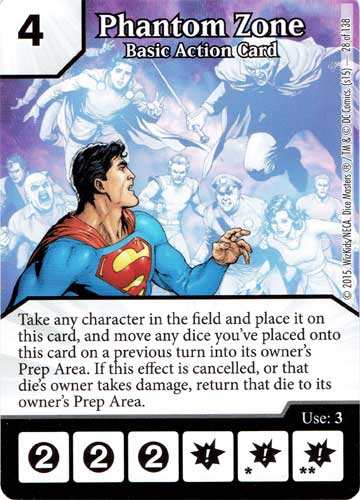 4
Phantom Zone
Basic Action Card
© 2015. WizKids/NECA. Dice Masters ® / TM & © DC Comics. (s15) — 28 of 138
Take any character in the field and place it on
this card, and move any dice you've placed onto
this card on a previous turn into its owner's
Prep Area. If this effect is cancelled, or that
die's owner takes damage, return that die to its
owner's Prep Area.
Use: 3
2 2 2 ! ! !
* **